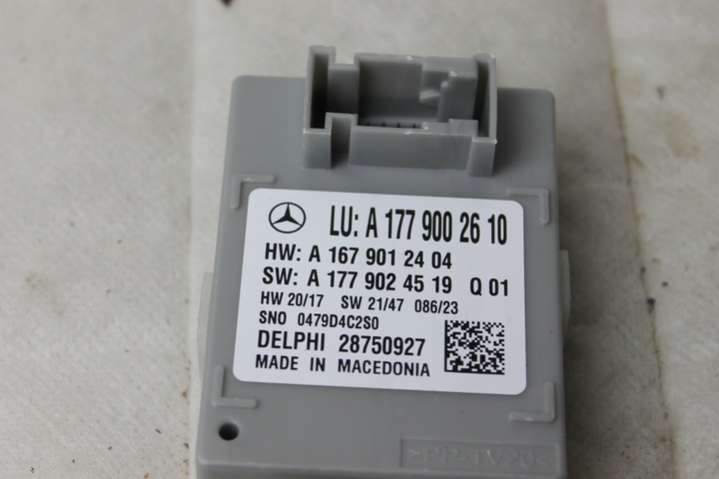 LU: A 177 900 26 10
HW: A 167 901 24 04
SW: A 177 902 45 19 Q 01
HW 20/17 SW 21/47 086/23
SNO 0479D4C2S0
DELPHI 28750927
MADE IN MACEDONIA